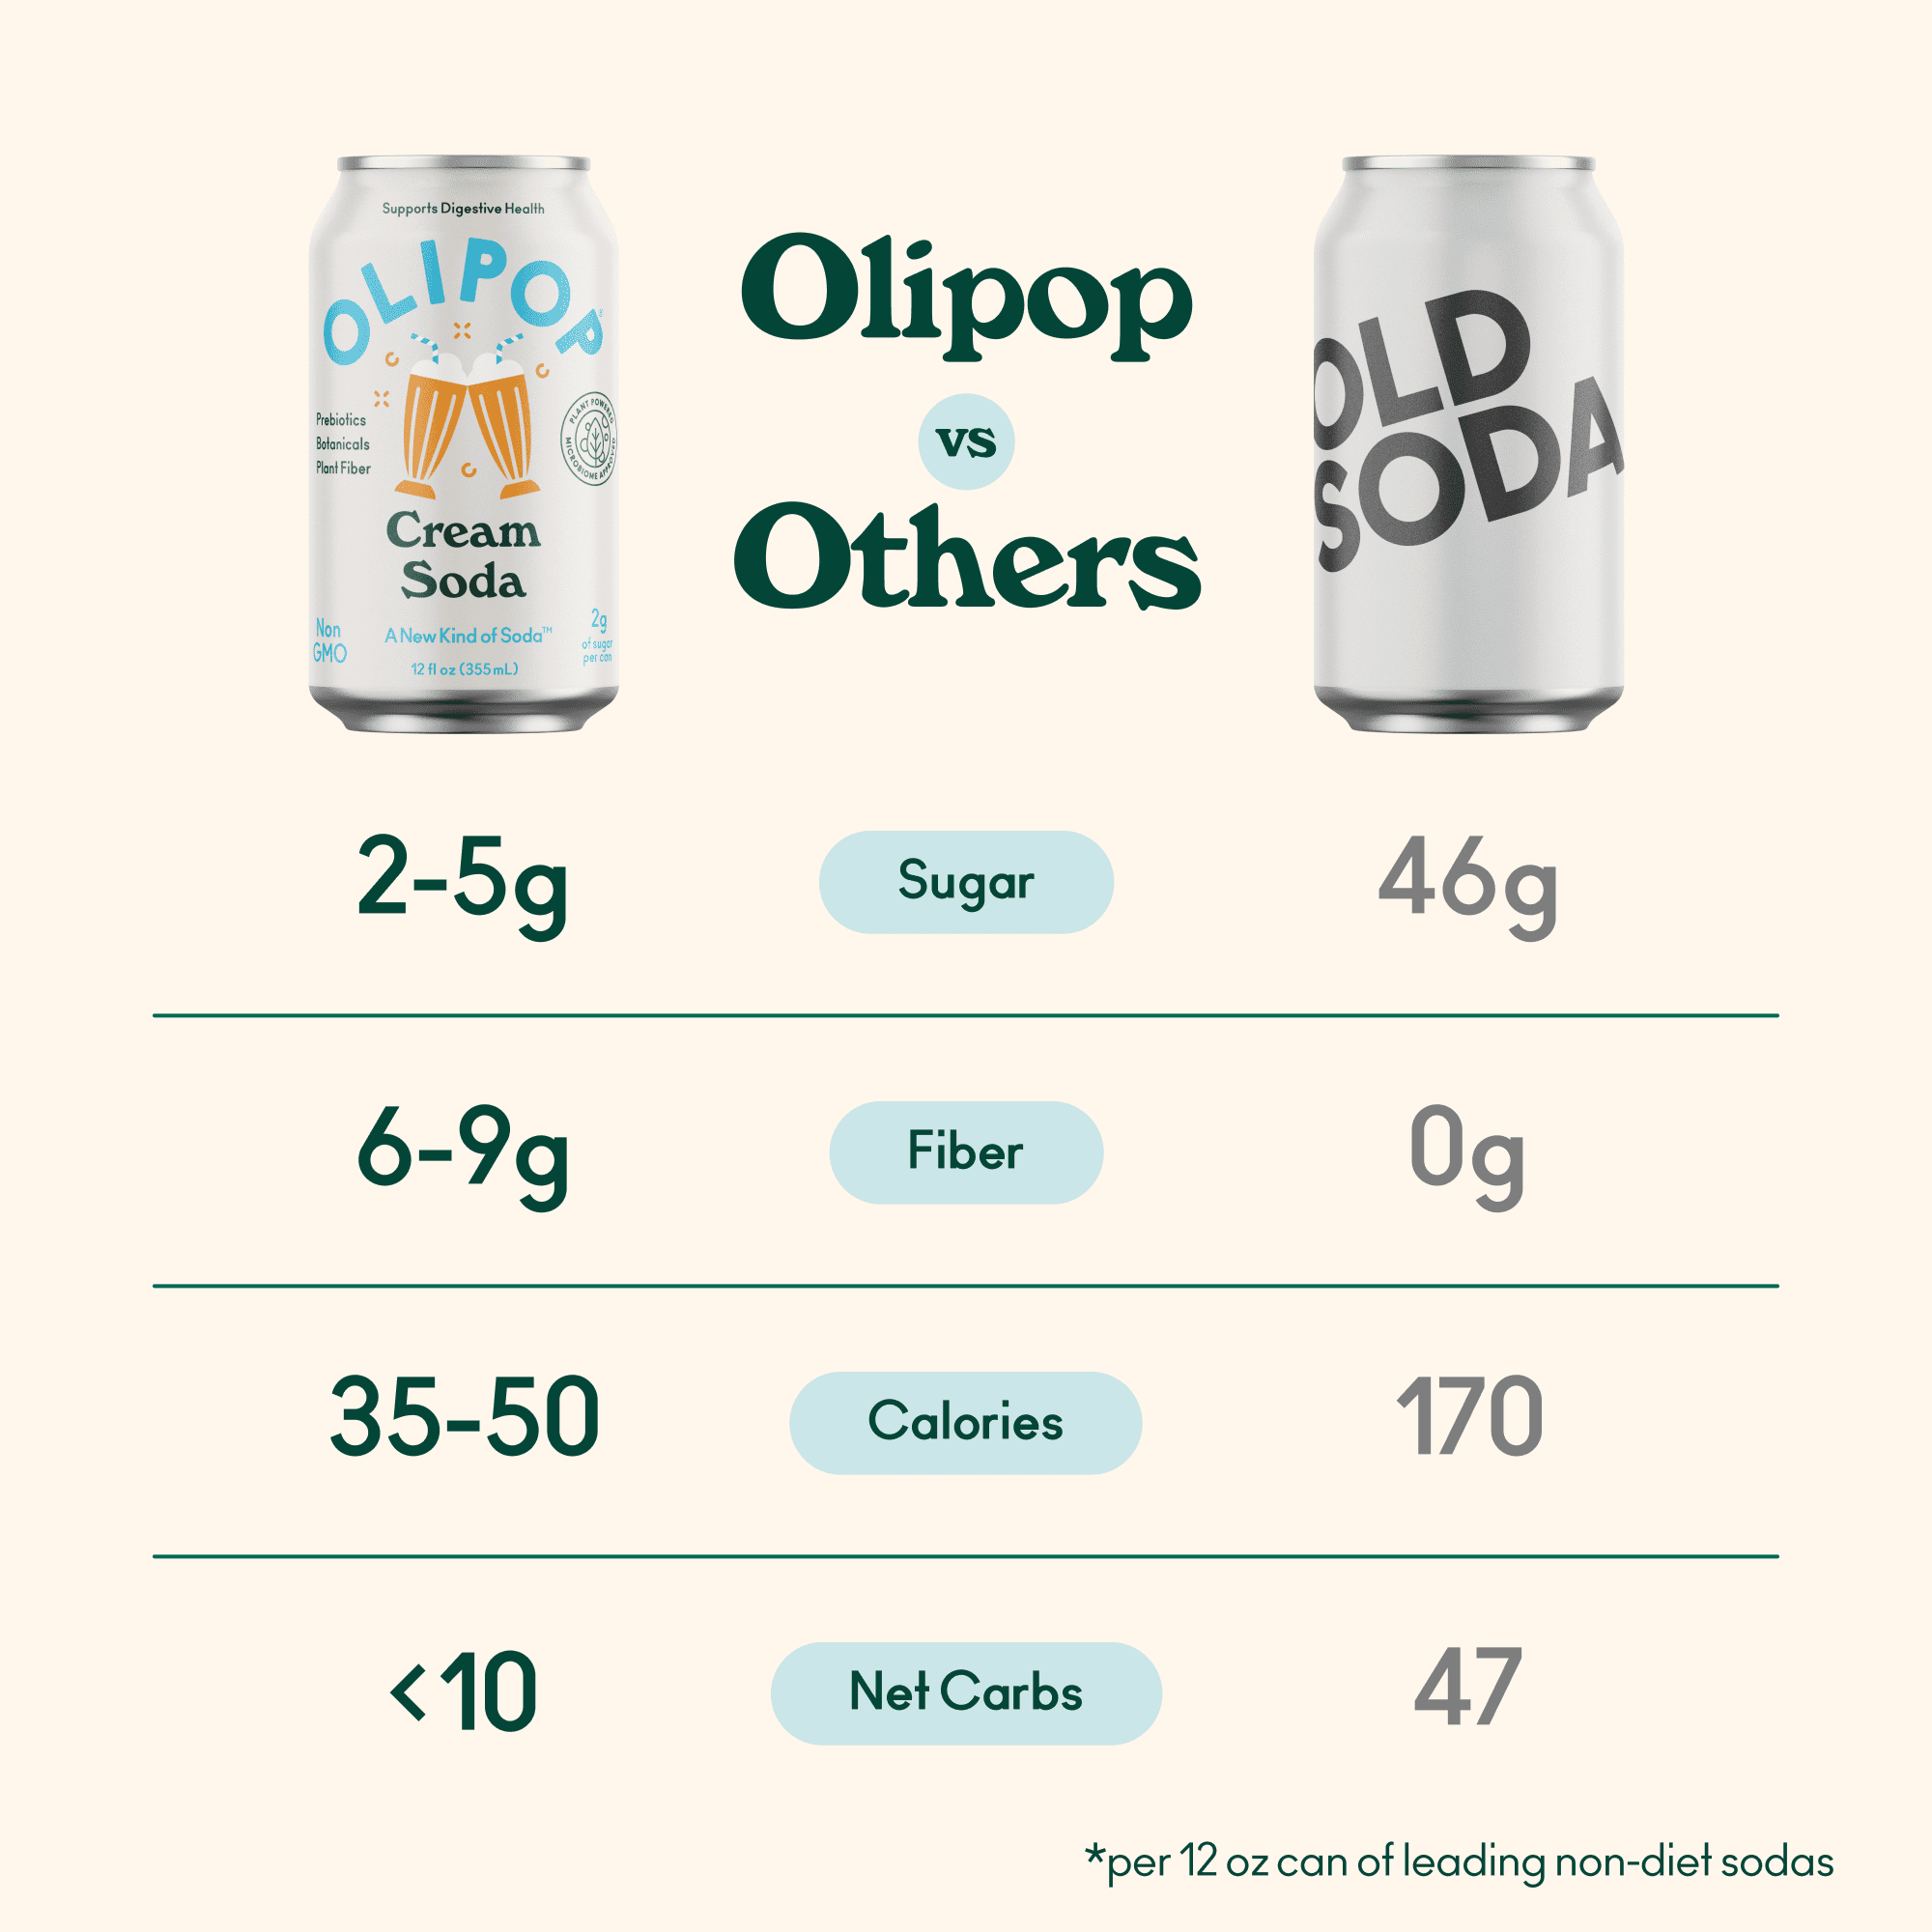 Supports Digestive Health
OLIPOP
Prebiotics
Botanicals
Plant Fiber
PLANT POWERED
MICROBIOME APPROVED
Cream
Soda
Non
GMO
A New Kind of Soda™
12 fl oz (355mL)
2g
of sugar
per can
Olipop
vs
Others
OLD
SODA
2-5g Sugar 46g
6-9g Fiber 0g
35-50 Calories 170
<10 Net Carbs 47
*per 12 oz can of leading non-diet sodas